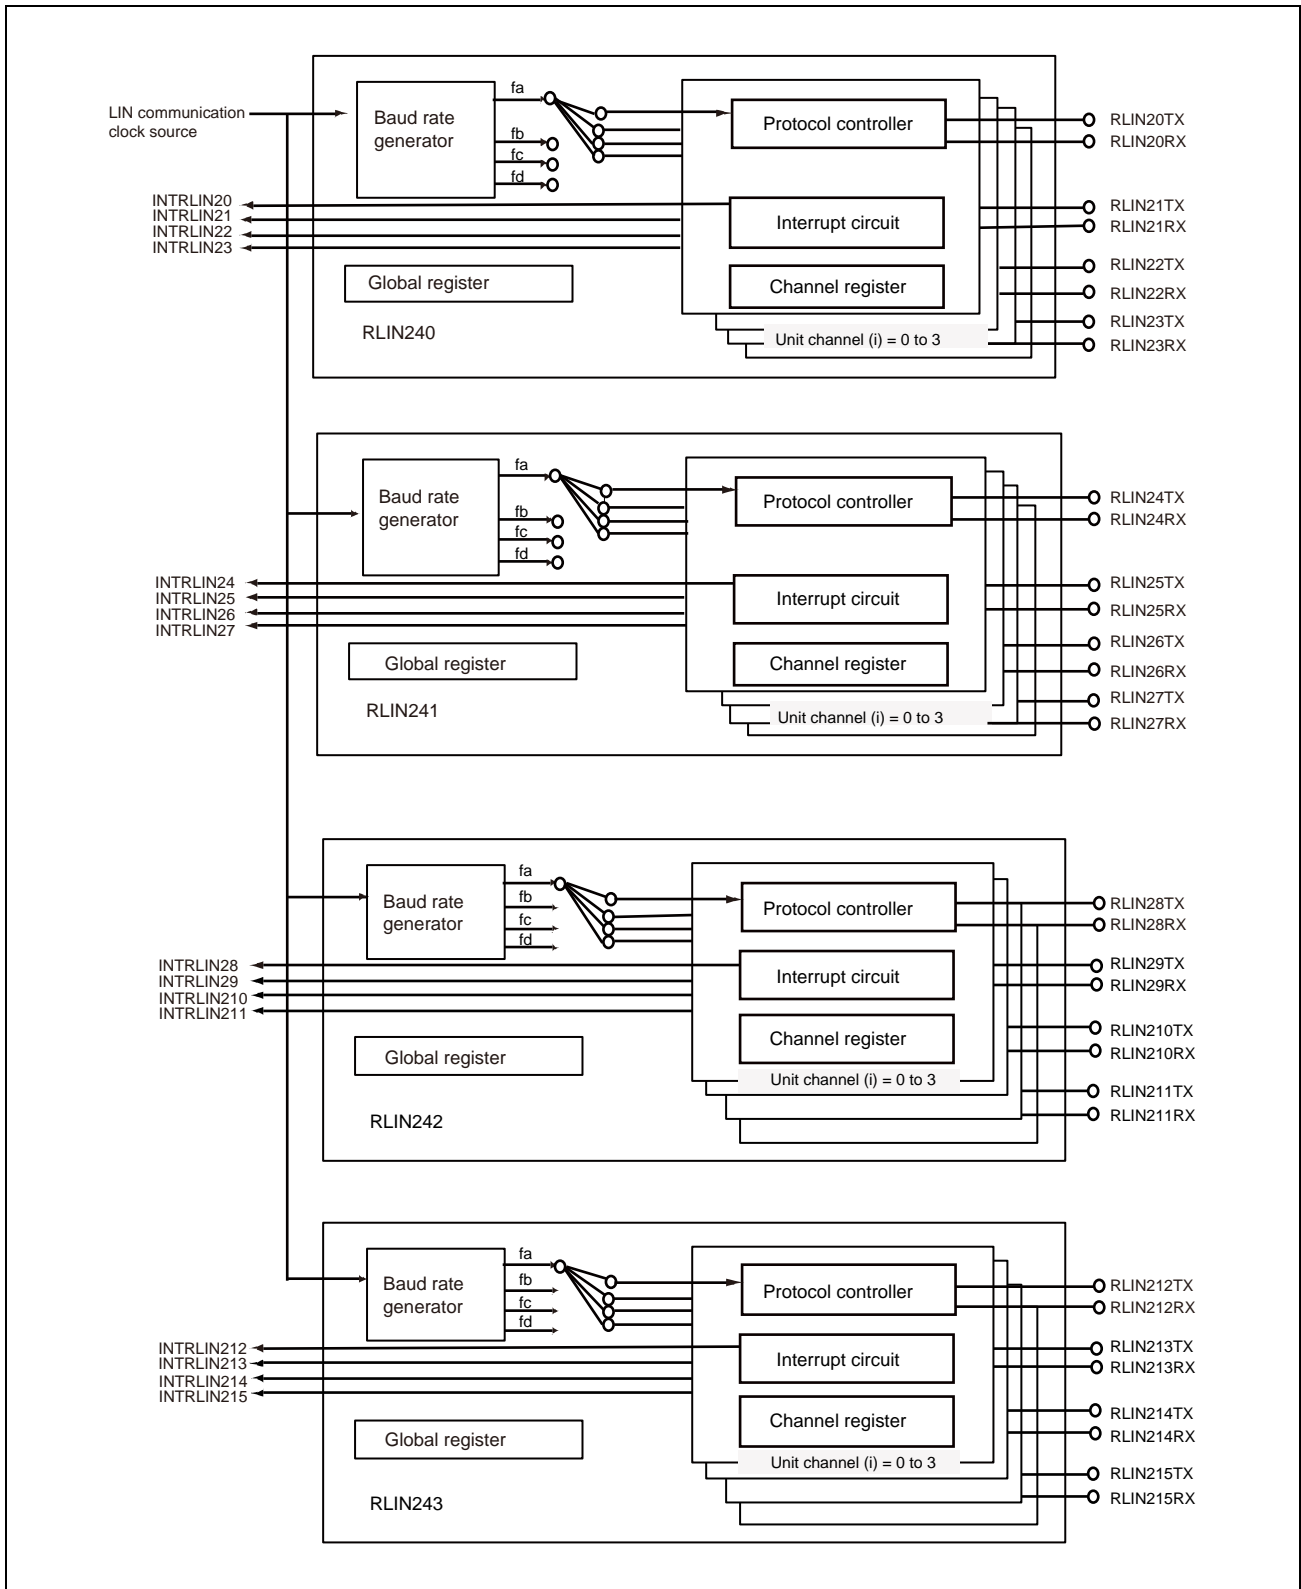 LIN communication
clock source
Baud rate
generator
fa
fb
fc
fd
Protocol controller
RLIN20TX
RLIN20RX
INTRLIN20
INTRLIN21
INTRLIN22
INTRLIN23
Interrupt circuit
RLIN21TX
RLIN21RX
Global register
Channel register
RLIN22TX
RLIN22RX
RLIN240
Unit channel (i) = 0 to 3
RLIN23TX
RLIN23RX
Baud rate
generator
fa
fb
fc
fd
Protocol controller
RLIN24TX
RLIN24RX
INTRLIN24
INTRLIN25
INTRLIN26
INTRLIN27
Interrupt circuit
RLIN25TX
RLIN25RX
Global register
Channel register
RLIN26TX
RLIN26RX
RLIN241
Unit channel (i) = 0 to 3
RLIN27TX
RLIN27RX
Baud rate
generator
fa
fb
fc
fd
Protocol controller
RLIN28TX
RLIN28RX
INTRLIN28
INTRLIN29
INTRLIN210
INTRLIN211
Interrupt circuit
RLIN29TX
RLIN29RX
Global register
Channel register
RLIN210TX
RLIN210RX
Unit channel (i) = 0 to 3
RLIN242
RLIN211TX
RLIN211RX
Baud rate
generator
fa
fb
fc
fd
Protocol controller
RLIN212TX
RLIN212RX
INTRLIN212
INTRLIN213
INTRLIN214
INTRLIN215
Interrupt circuit
RLIN213TX
RLIN213RX
Global register
Channel register
RLIN214TX
RLIN214RX
Unit channel (i) = 0 to 3
RLIN243
RLIN215TX
RLIN215RX